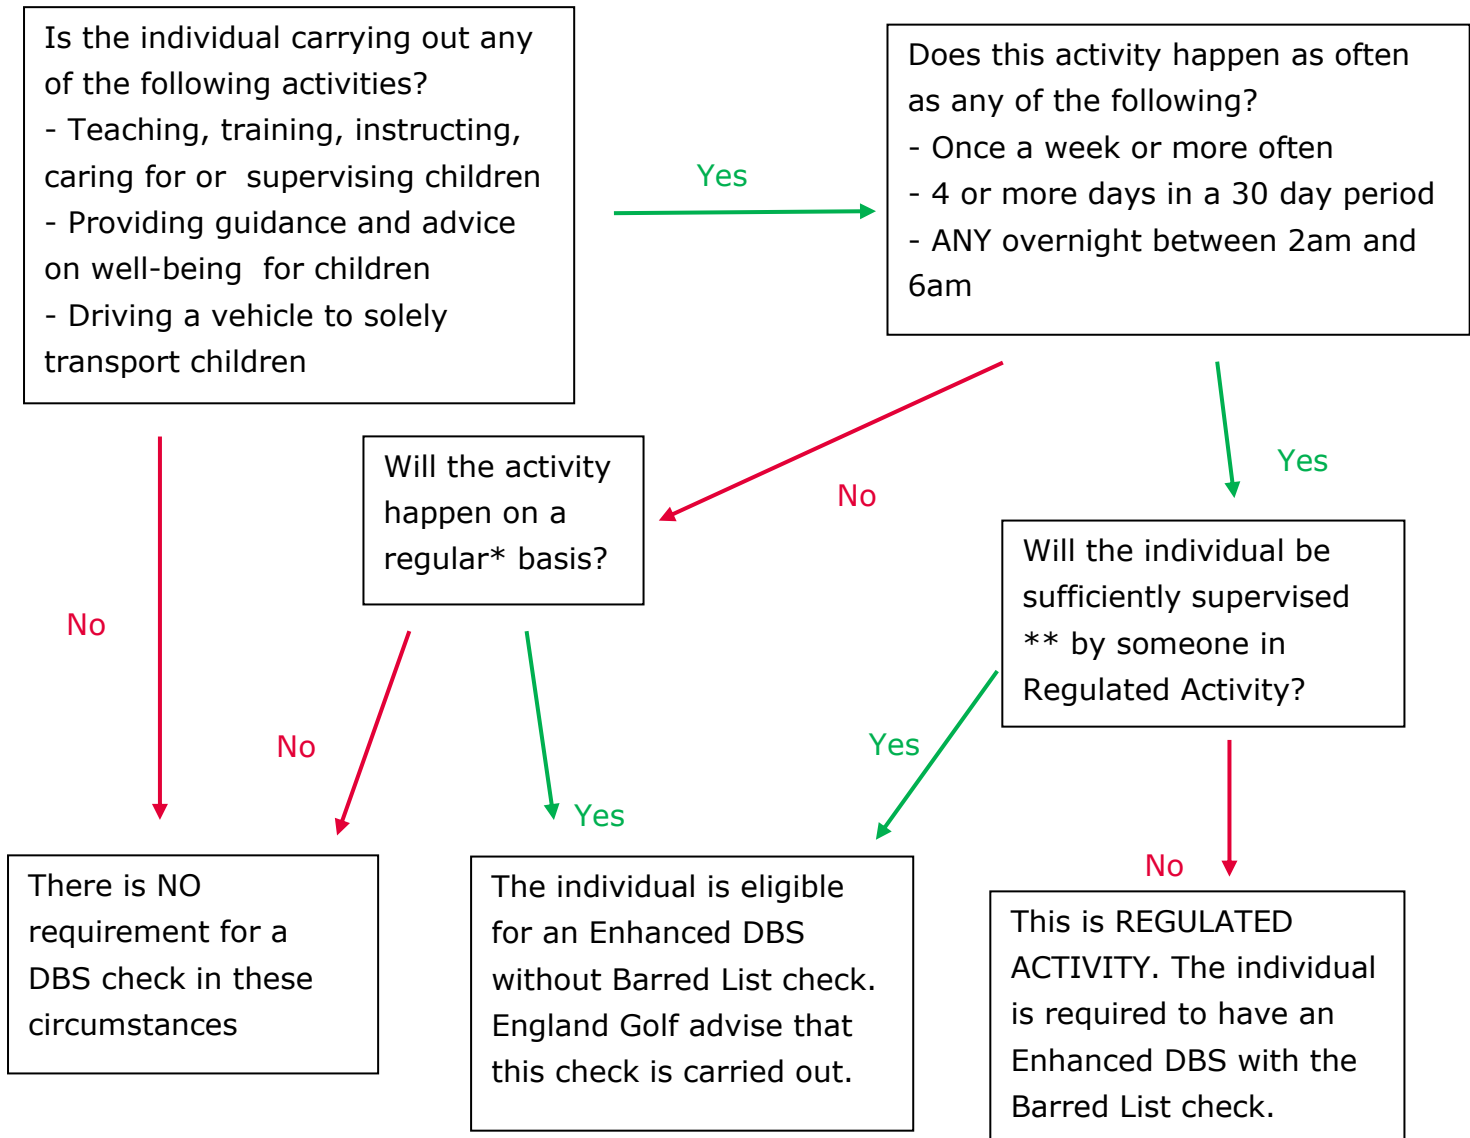 Is the individual carrying out any
of the following activities?
- Teaching, training, instructing,
caring for or  supervising children
- Providing guidance and advice
on well-being  for children
- Driving a vehicle to solely
transport children
Yes
Does this activity happen as often
as any of the following?
- Once a week or more often
- 4 or more days in a 30 day period
- ANY overnight between 2am and
6am
No
Yes
Will the activity
happen on a
regular* basis?
Will the individual be
sufficiently supervised
** by someone in
Regulated Activity?
No
No
Yes
Yes
No
There is NO
requirement for a
DBS check in these
circumstances
The individual is eligible
for an Enhanced DBS
without Barred List check.
England Golf advise that
this check is carried out.
This is REGULATED
ACTIVITY. The individual
is required to have an
Enhanced DBS with the
Barred List check.